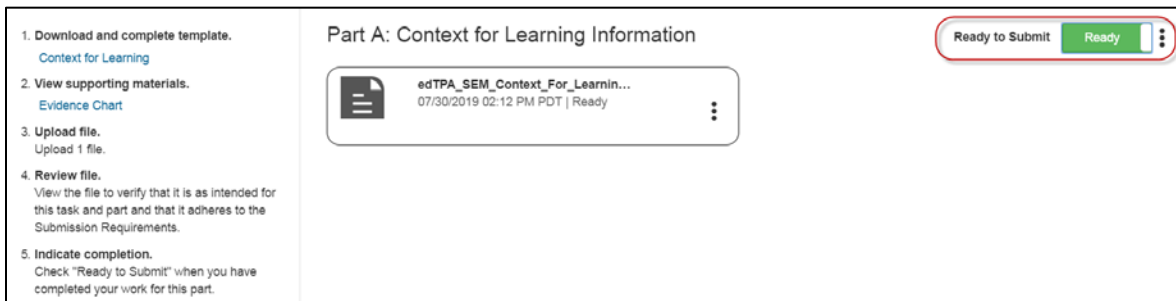 1. Download and complete template.
Context for Learning
2. View supporting materials.
Evidence Chart
3. Upload file.
Upload 1 file.
4. Review file.
View the file to verify that it is as intended for
this task and part and that it adheres to the
Submission Requirements.
5. Indicate completion.
Check "Ready to Submit" when you have
completed your work for this part.
Part A: Context for Learning Information
Ready to Submit Ready
edTPA_SEM_Context_For_Learnin...
07/30/2019 02:12 PM PDT | Ready